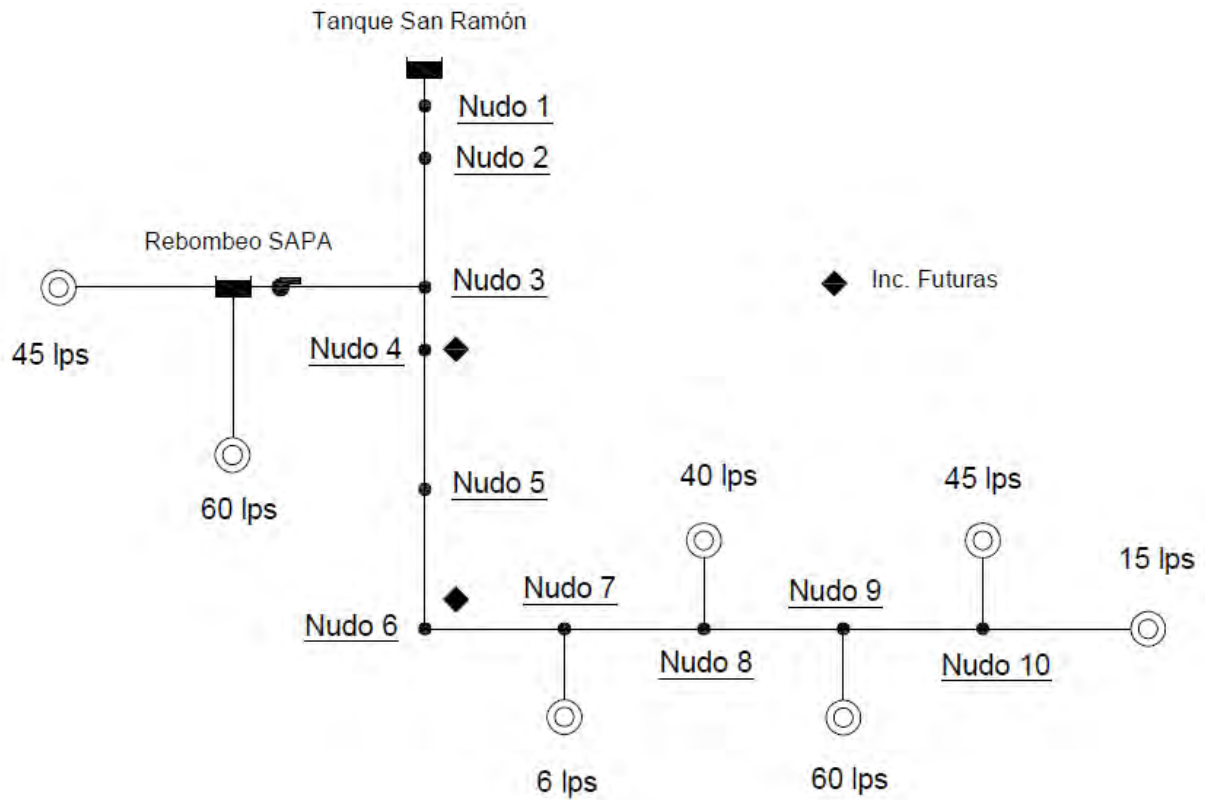 Tanque San Ramón
Nudo 1
Nudo 2
Rebombeo SAPA
Nudo 3
Inc. Futuras
45 lps
Nudo 4
60 lps
Nudo 5
40 lps
45 lps
15 lps
Nudo 6
Nudo 7
Nudo 8
Nudo 9
Nudo 10
6 lps
60 lps